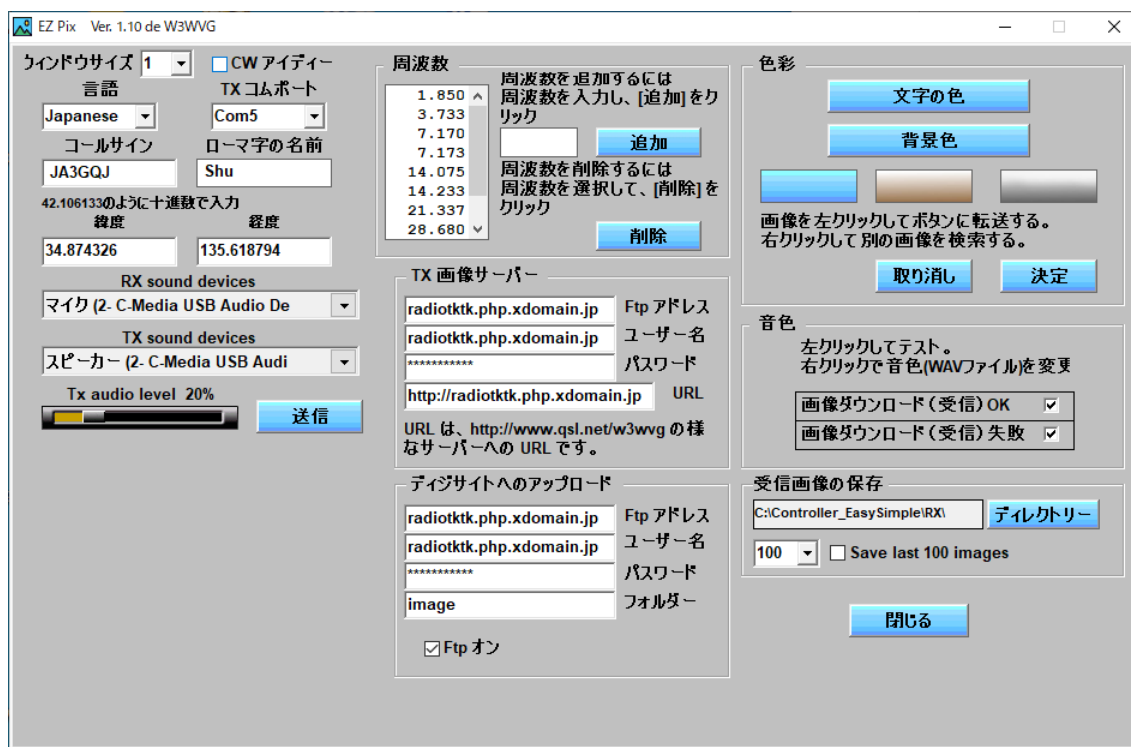 EZ Pix Ver. 1.10 de W3WVG
ウィンドウサイズ 1
CW アイディー
言語
TX コムポート
Japanese
Com5
コールサイン
ローマ字の名前
JA3GQJ
Shu
42.106133のように十進数で入力
緯度
経度
34.874326
135.618794
RX sound devices
マイク (2- C-Media USB Audio De
TX sound devices
スピーカー (2- C-Media USB Audi
Tx audio level 20%
送信
周波数
1.850
3.733
7.170
7.173
14.075
14.233
21.337
28.680
周波数を追加するには
周波数を入力し、[追加]をク
リック
追加
周波数を削除するには
周波数を選択して、[削除]を
クリック
削除
TX 画像サーバー
radiotktk.php.xdomain.jp
Ftp アドレス
radiotktk.php.xdomain.jp
ユーザー名
***********
パスワード
http://radiotktk.php.xdomain.jp
URL
URL は、http://www.qsl.net/w3wvg の様
なサーバーへの URL です。
ディジサイトへのアップロード
radiotktk.php.xdomain.jp
Ftp アドレス
radiotktk.php.xdomain.jp
ユーザー名
***********
パスワード
image
フォルダー
Ftp オン
色彩
文字の色
背景色
画像を左クリックしてボタンに転送する。
右クリックして別の画像を検索する。
取り消し
決定
音色
左クリックしてテスト。
右クリックで音色(WAVファイル)を変更
画像ダウンロード(受信)OK
画像ダウンロード(受信)失敗
受信画像の保存
C:\Controller_EasySimple\RX\
ディレクトリー
100
Save last 100 images
閉じる